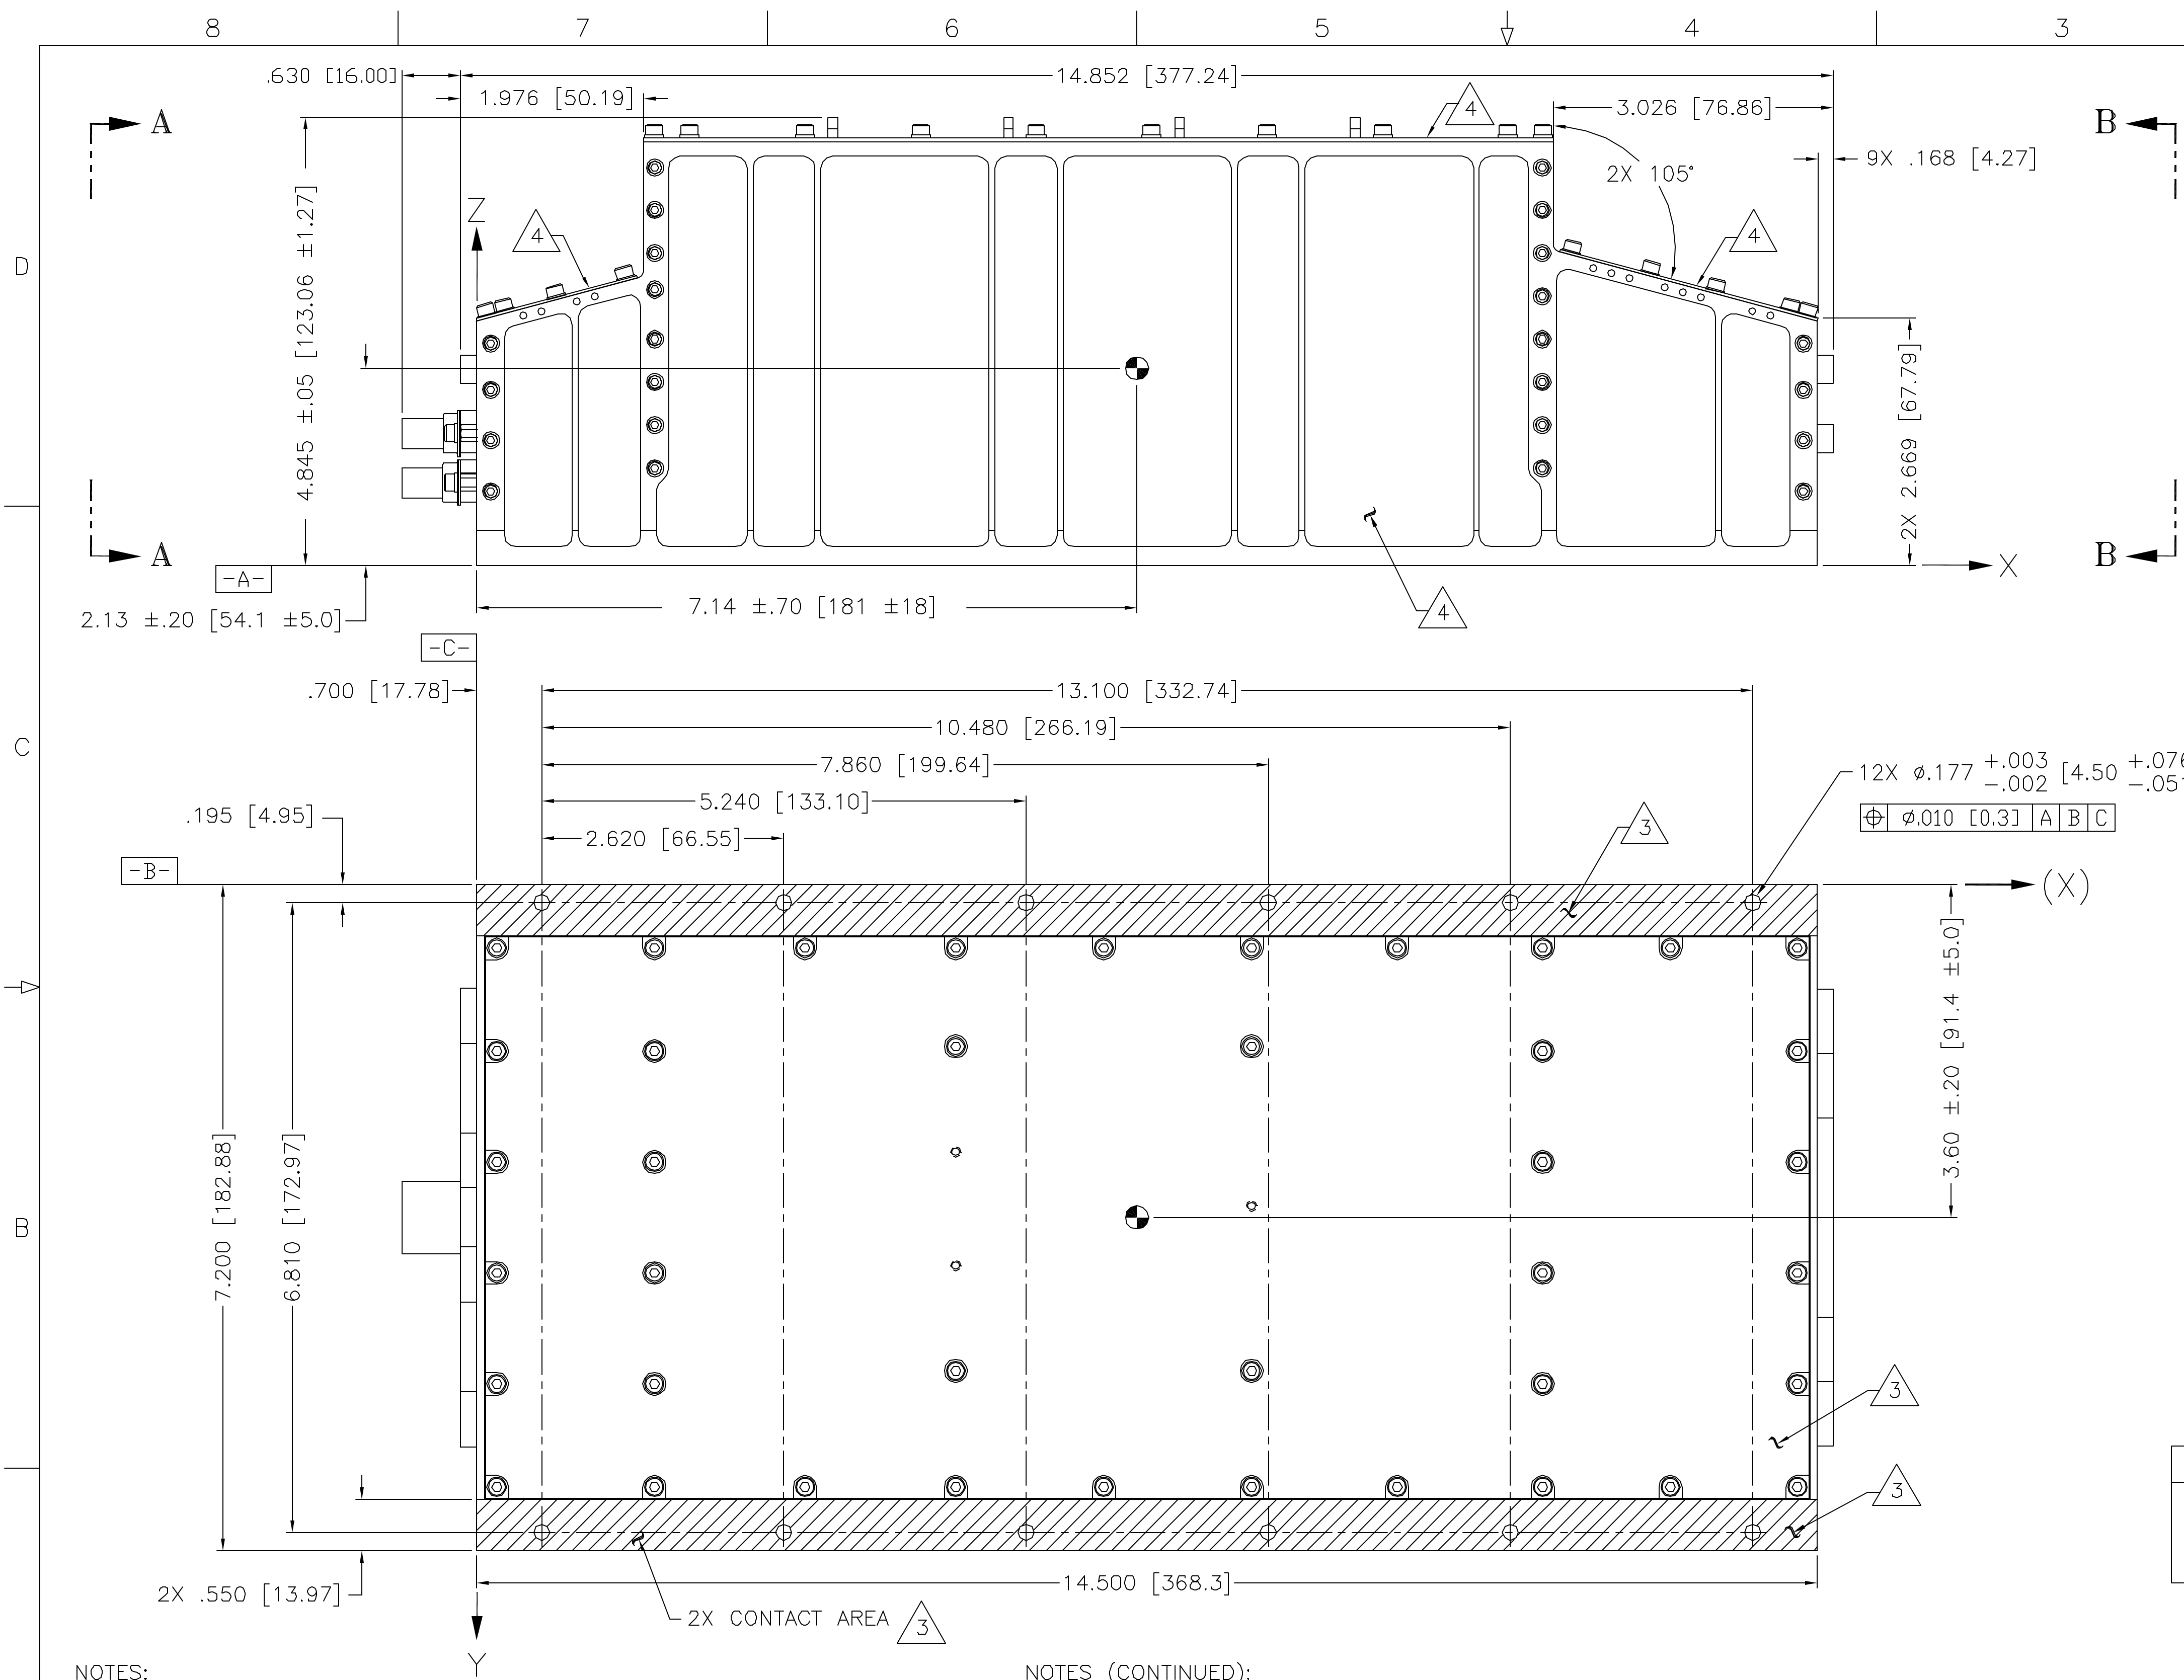 8 7 6 5 4 3
.630 [16.00]
14.852 [377.24]
1.976 [50.19]
4
3.026 [76.86]
A
B
9X .168 [4.27]
2X 105°
Z
4
4
D
4.845 ±.05 [123.06 ±1.27]
2X 2.669 [67.79]
A
B
X
-A-
2.13 ±.20 [54.1 ±5.0]
7.14 ±.70 [181 ±18]
4
-C-
.700 [17.78]
13.100 [332.74]
10.480 [266.19]
C
7.860 [199.64]
12X ⌀.177 +.003 -.002 [4.50 +.076 -.05
5.240 [133.10]
.195 [4.95]
⌖ ⌀.010 [0.3] A B C
3
2.620 [66.55]
-B-
(X)
3.60 ±.20 [91.4 ±5.0]
7.200 [182.88]
6.810 [172.97]
B
3
3
2X .550 [13.97]
14.500 [368.3]
2X CONTACT AREA 3
Y
NOTES:
NOTES (CONTINUED):